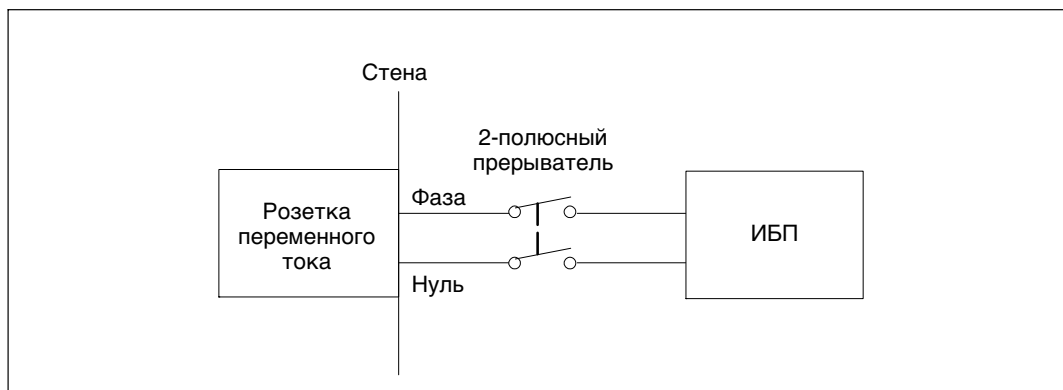 Стена
2-полюсный
прерыватель
Фаза
Розетка
переменного
тока
ИБП
Нуль